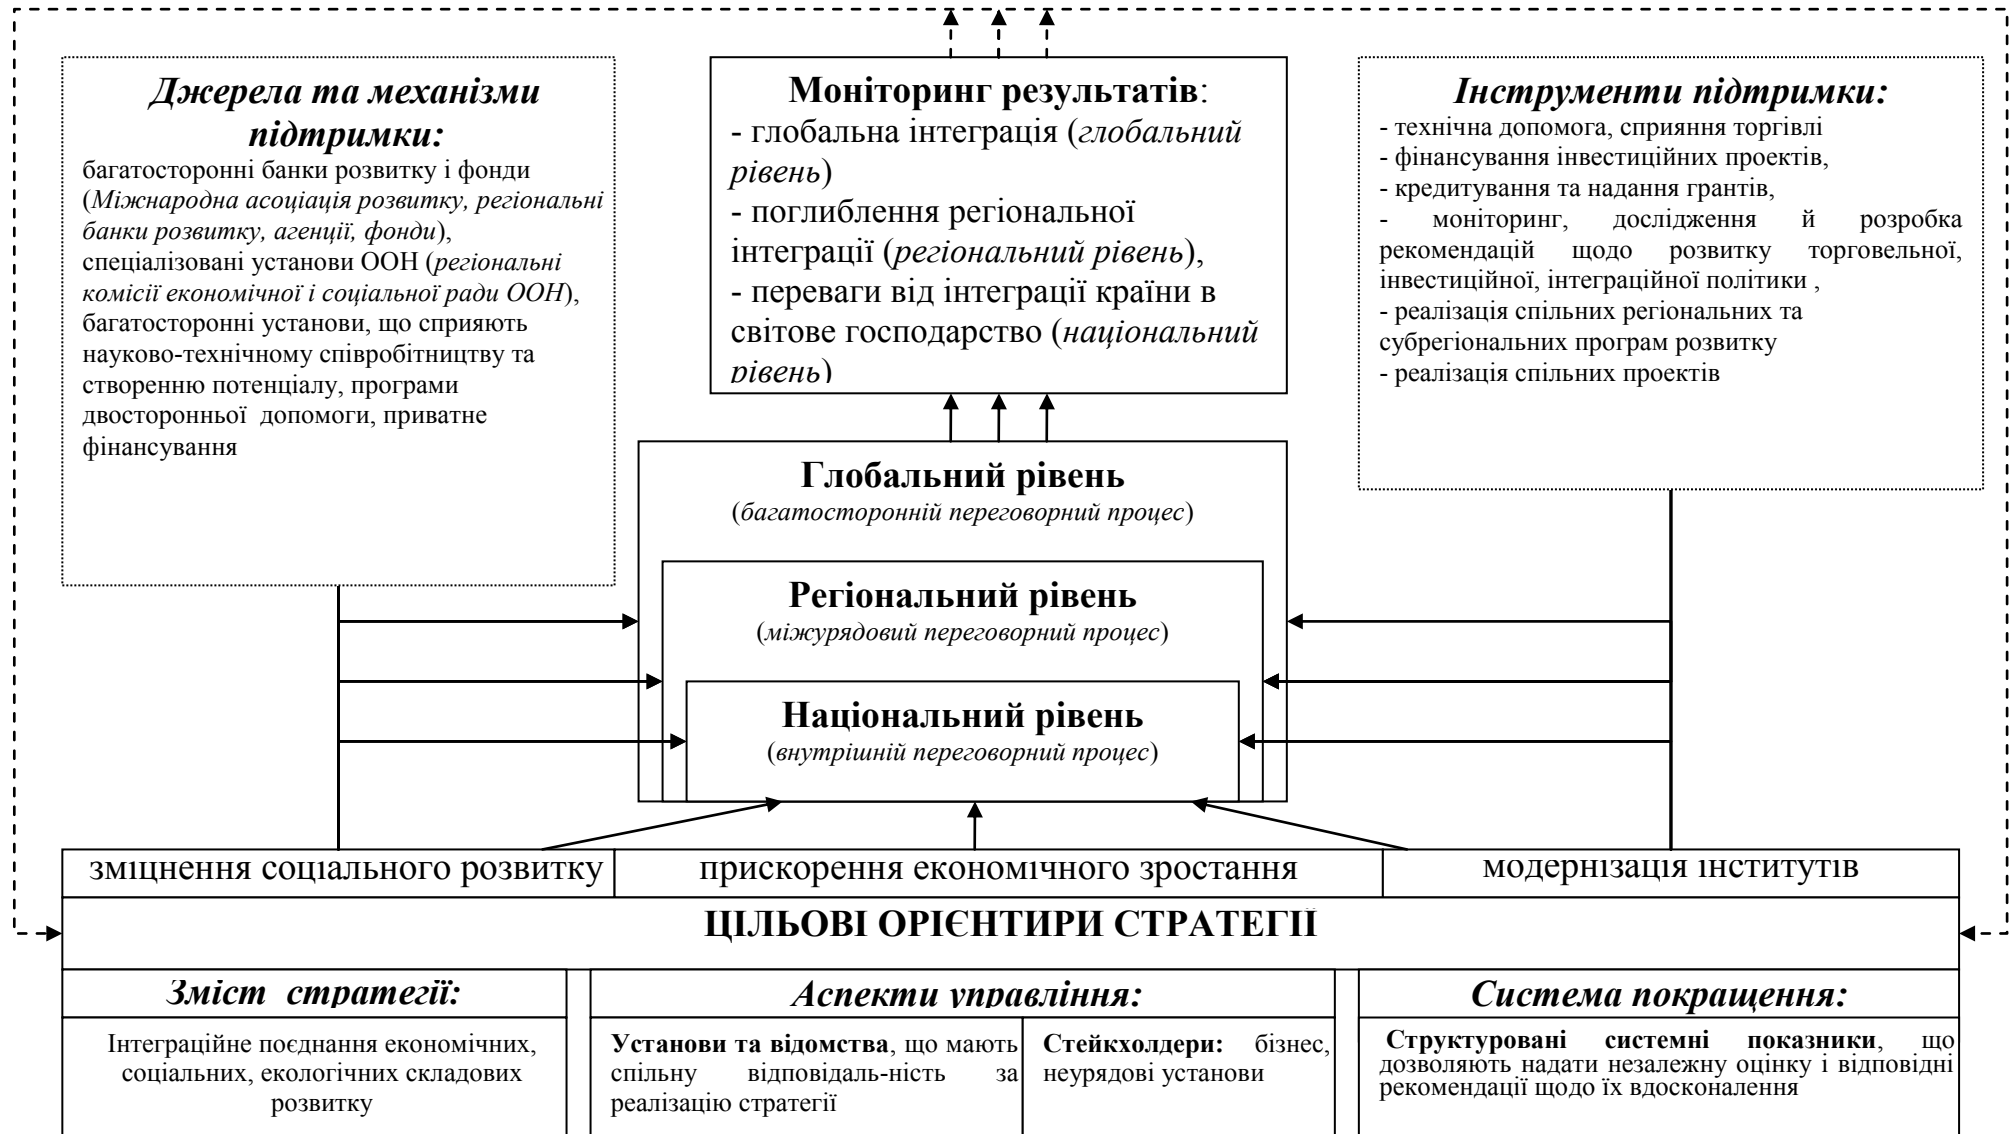 Джерела та механізми
підтримки:
багатосторонні банки розвитку і фонди
(Міжнародна асоціація розвитку, регіональні
банки розвитку, агенції, фонди),
спеціалізовані установи ООН (регіональні
комісії економічної і соціальної ради ООН),
багатосторонні установи, що сприяють
науково-технічному співробітництву та
створенню потенціалу, програми
двосторонньої допомоги, приватне
фінансування
Моніторинг результатів:
- глобальна інтеграція (глобальний
рівень)
- поглиблення регіональної
інтеграції (регіональний рівень),
- переваги від інтеграції країни в
світове господарство (національний
рівень)
Інструменти підтримки:
- технічна допомога, сприяння торгівлі
- фінансування інвестиційних проектів,
- кредитування та надання грантів,
- моніторинг, дослідження й розробка
рекомендацій щодо розвитку торговельної,
інвестиційної, інтеграційної політики ,
- реалізація спільних регіональних та
субрегіональних програм розвитку
- реалізація спільних проектів
Глобальний рівень
(багатосторонній переговорний процес)
Регіональний рівень
(міжурядовий переговорний процес)
Національний рівень
(внутрішній переговорний процес)
зміцнення соціального розвитку
прискорення економічного зростання
модернізація інститутів
ЦІЛЬОВІ ОРІЄНТИРИ СТРАТЕГІЇ
Зміст стратегії:
Інтеграційне поєднання економічних,
соціальних, екологічних складових
розвитку
Аспекти управління:
Установи та відомства, що мають
спільну відповідаль-ність за
реалізацію стратегії
Стейкхолдери: бізнес,
неурядові установи
Система покращення:
Структуровані системні показники, що
дозволяють надати незалежну оцінку і відповідні
рекомендації щодо їх вдосконалення